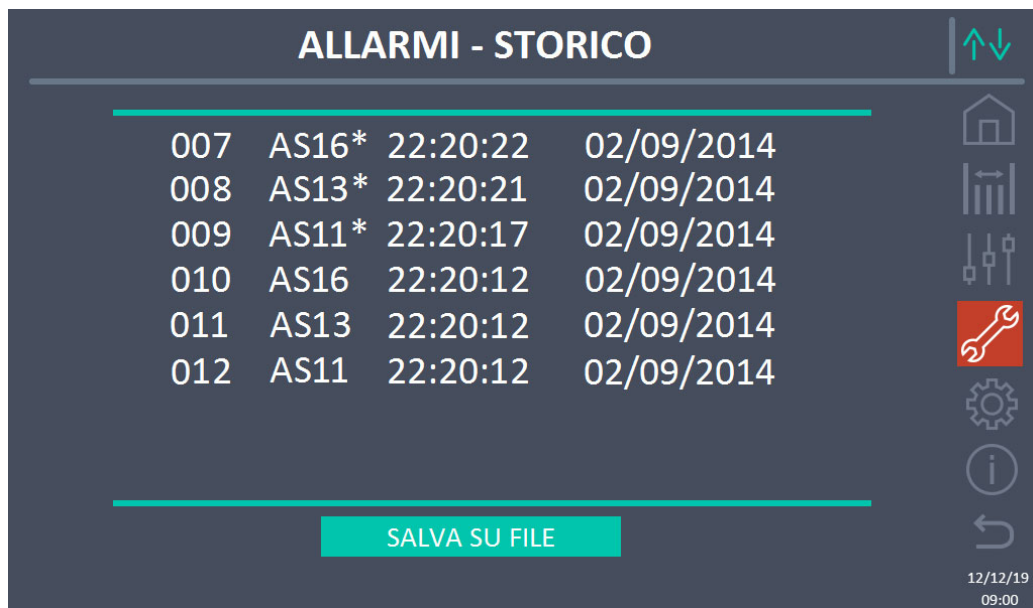 ALLARMI - STORICO
007 AS16* 22:20:22 02/09/2014
008 AS13* 22:20:21 02/09/2014
009 AS11* 22:20:17 02/09/2014
010 AS16 22:20:12 02/09/2014
011 AS13 22:20:12 02/09/2014
012 AS11 22:20:12 02/09/2014
SALVA SU FILE
12/12/19
09:00